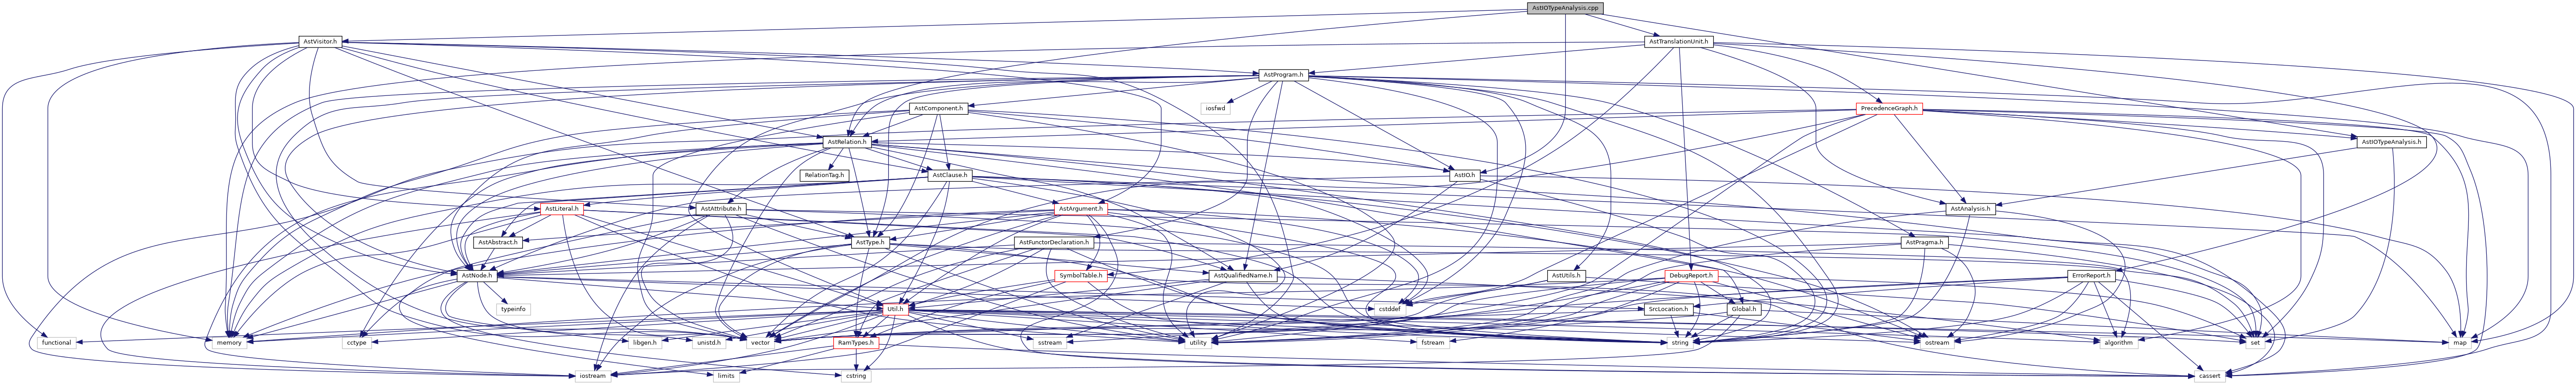 AstIOTypeAnalysis.cpp
AstVisitor.h
AstTranslationUnit.h
AstProgram.h
iosfwd
AstComponent.h
PrecedenceGraph.h
AstRelation.h
AstIOTypeAnalysis.h
RelationTag.h
AstClause.h
AstIO.h
AstLiteral.h
AstAttribute.h
AstArgument.h
AstAnalysis.h
AstAbstract.h
AstType.h
AstFunctorDeclaration.h
AstPragma.h
AstNode.h
SymbolTable.h
AstQualifiedName.h
AstUtils.h
DebugReport.h
ErrorReport.h
typeinfo
Util.h
cstddef
SrcLocation.h
Global.h
functional
memory
cctype
libgen.h
unistd.h
vector
RamTypes.h
sstream
utility
fstream
string
ostream
algorithm
set
map
iostream
limits
cstring
cassert